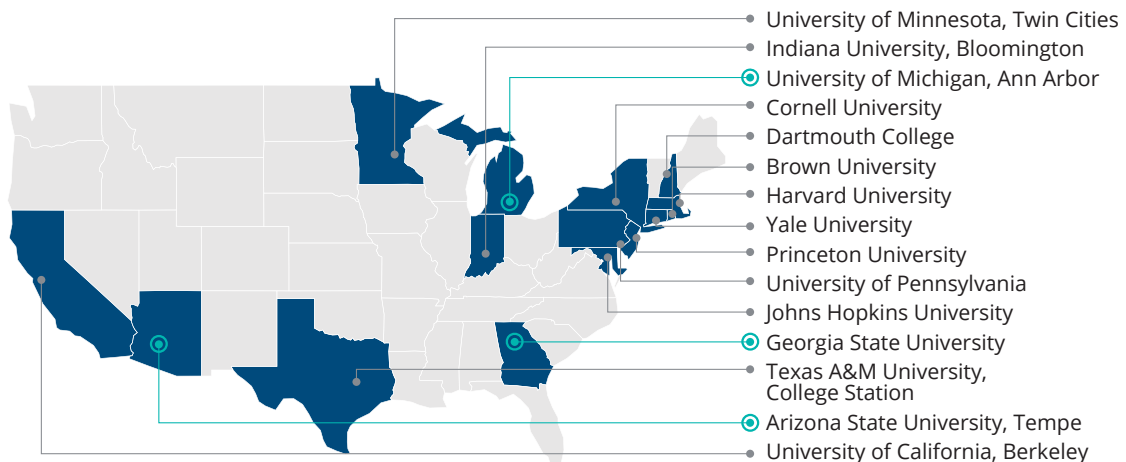 University of Minnesota, Twin Cities
Indiana University, Bloomington
University of Michigan, Ann Arbor
Cornell University
Dartmouth College
Brown University
Harvard University
Yale University
Princeton University
University of Pennsylvania
Johns Hopkins University
Georgia State University
Texas A&M University,
College Station
Arizona State University, Tempe
University of California, Berkeley